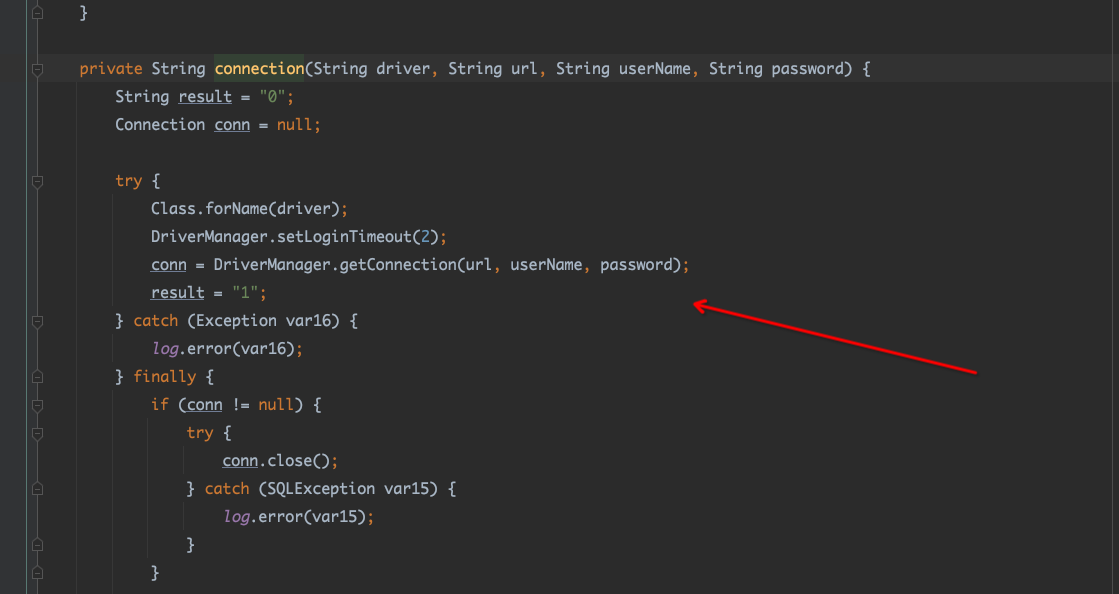 }
private String connection(String driver, String url, String userName, String password) {
String result = "0";
Connection conn = null;
try {
Class.forName(driver);
DriverManager.setLoginTimeout(2);
conn = DriverManager.getConnection(url, userName, password);
result = "1";
} catch (Exception var16) {
log.error(var16);
} finally {
if (conn != null) {
try {
conn.close();
} catch (SQLException var15) {
log.error(var15);
}
}